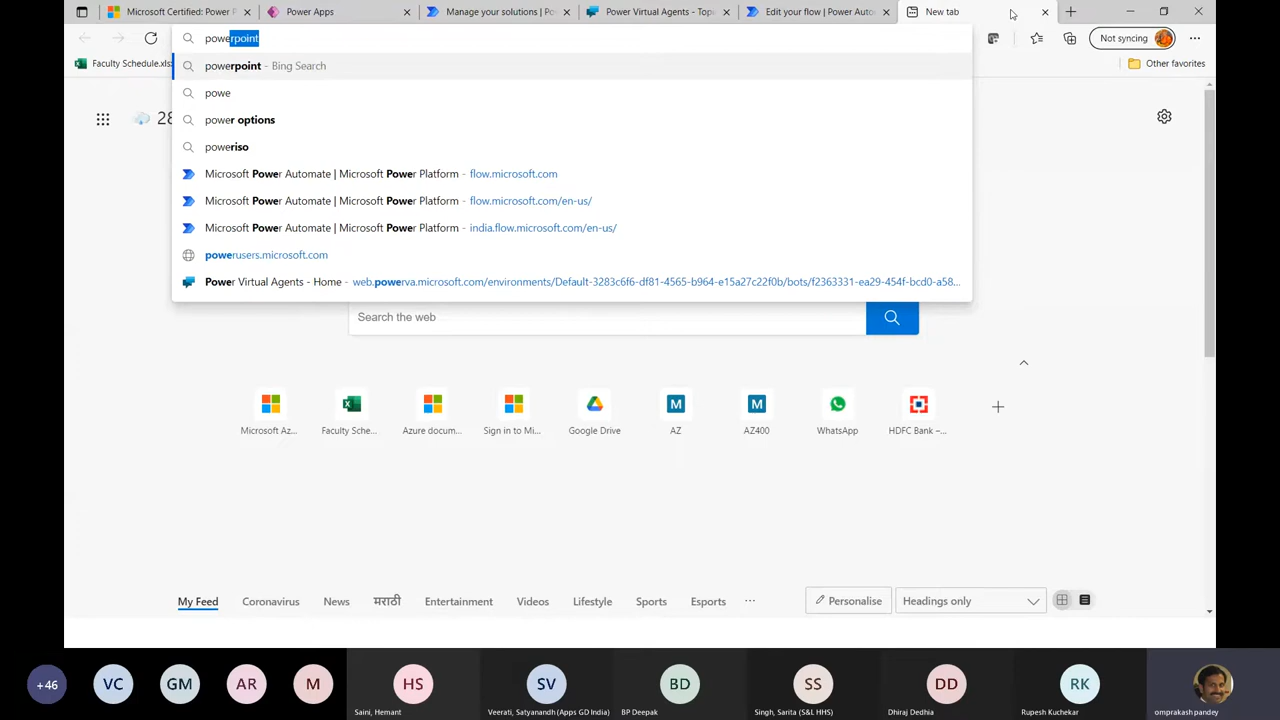 Microsoft Certified: Power P
Power Apps
Manage your solutions | Po
Power Virtual Agents - Topi
Edit your flow | Power Auto
New tab
powerpoint
Not syncing
Faculty Schedule.xls
Other favorites
powerpoint - Bing Search
powe
power options
poweriso
Microsoft Power Automate | Microsoft Power Platform - flow.microsoft.com
Microsoft Power Automate | Microsoft Power Platform - flow.microsoft.com/en-us/
Microsoft Power Automate | Microsoft Power Platform - india.flow.microsoft.com/en-us/
powerusers.microsoft.com
Power Virtual Agents - Home - web.powerva.microsoft.com/environments/Default-3283c6f6-df81-4565-b964-e15a27c22f0b/bots/f2363331-ea29-454f-bcd0-a58...
28
Search the web
Microsoft Az...
Faculty Sche...
Azure docum...
Sign in to Mi...
Google Drive
M
AZ
M
AZ400
WhatsApp
HDFC Bank –...
My Feed
Coronavirus
News
मराठी
Entertainment
Videos
Lifestyle
Sports
Esports
...
Personalise
Headings only
+46
VC
GM
AR
M
HS
SV
BD
SS
DD
RK
Saini, Hemant
Veerati, Satyanandh (Apps GD India)
BP Deepak
Singh, Sarita (S&L HHS)
Dhiraj Dedhia
Rupesh Kuchekar
omprakash pandey